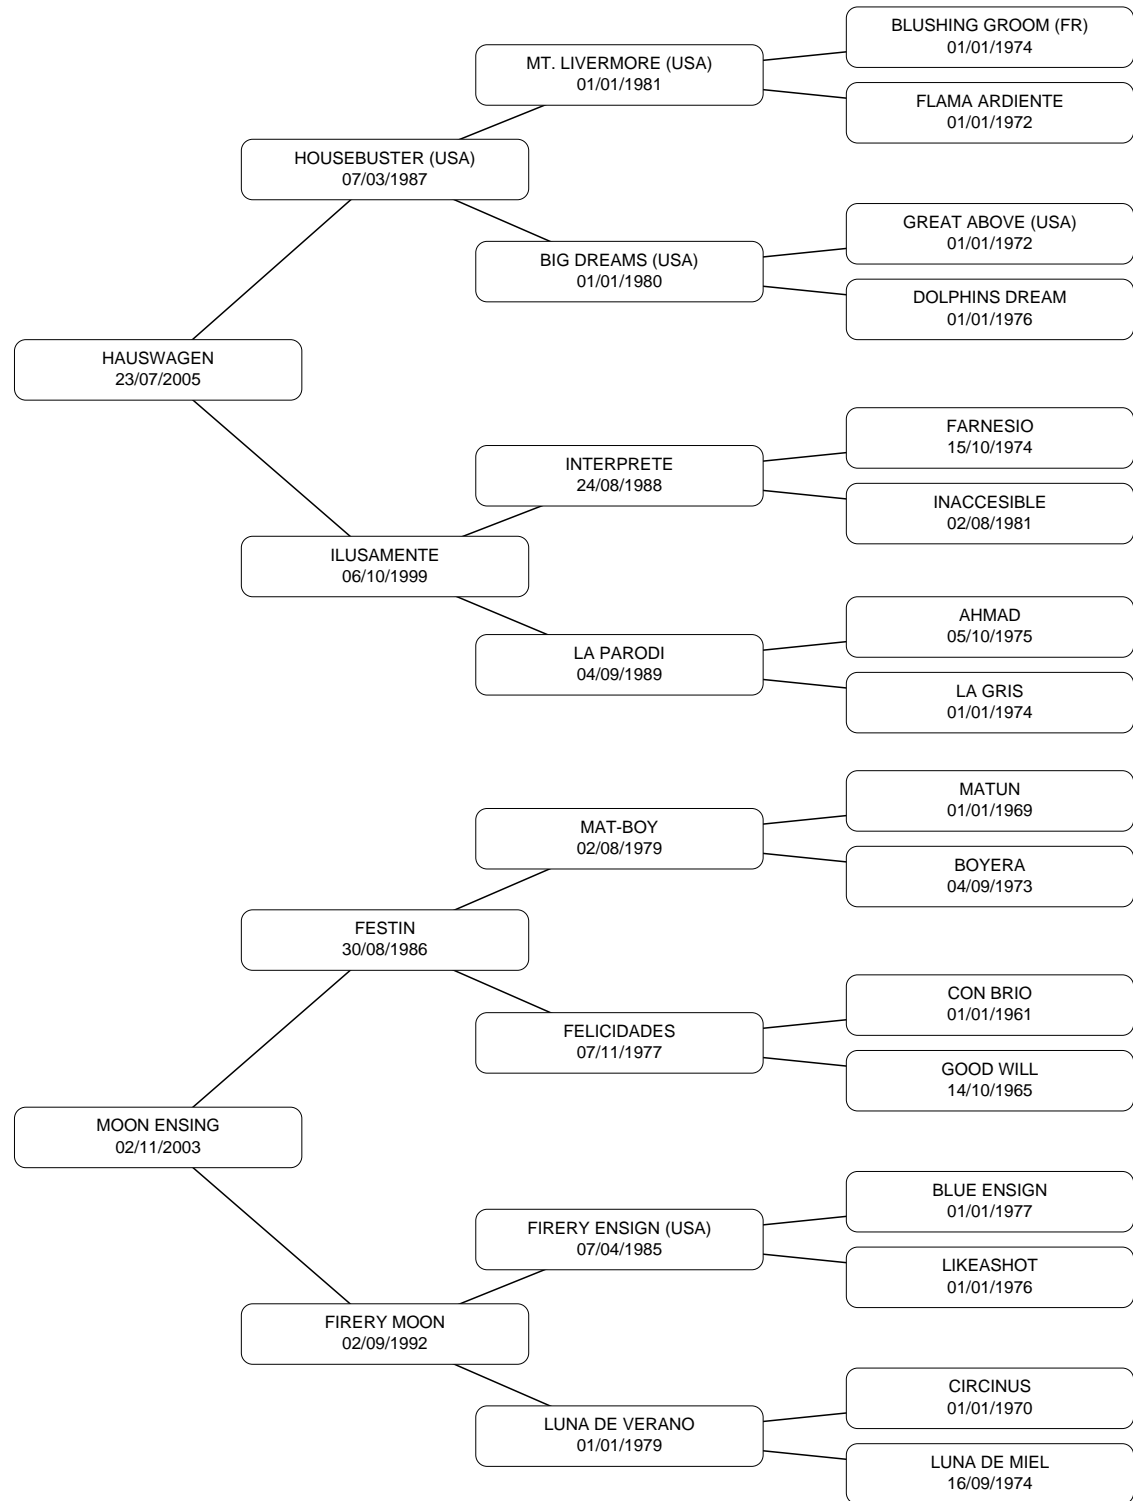 BLUSHING GROOM (FR)
01/01/1974
MT. LIVERMORE (USA)
01/01/1981
FLAMA ARDIENTE
01/01/1972
HOUSEBUSTER (USA)
07/03/1987
GREAT ABOVE (USA)
01/01/1972
BIG DREAMS (USA)
01/01/1980
DOLPHINS DREAM
01/01/1976
HAUSWAGEN
23/07/2005
FARNESIO
15/10/1974
INTERPRETE
24/08/1988
INACCESIBLE
02/08/1981
ILUSAMENTE
06/10/1999
AHMAD
05/10/1975
LA PARODI
04/09/1989
LA GRIS
01/01/1974
MATUN
01/01/1969
MAT-BOY
02/08/1979
BOYERA
04/09/1973
FESTIN
30/08/1986
CON BRIO
01/01/1961
FELICIDADES
07/11/1977
GOOD WILL
14/10/1965
MOON ENSING
02/11/2003
BLUE ENSIGN
01/01/1977
FIRERY ENSIGN (USA)
07/04/1985
LIKEASHOT
01/01/1976
FIRERY MOON
02/09/1992
CIRCINUS
01/01/1970
LUNA DE VERANO
01/01/1979
LUNA DE MIEL
16/09/1974